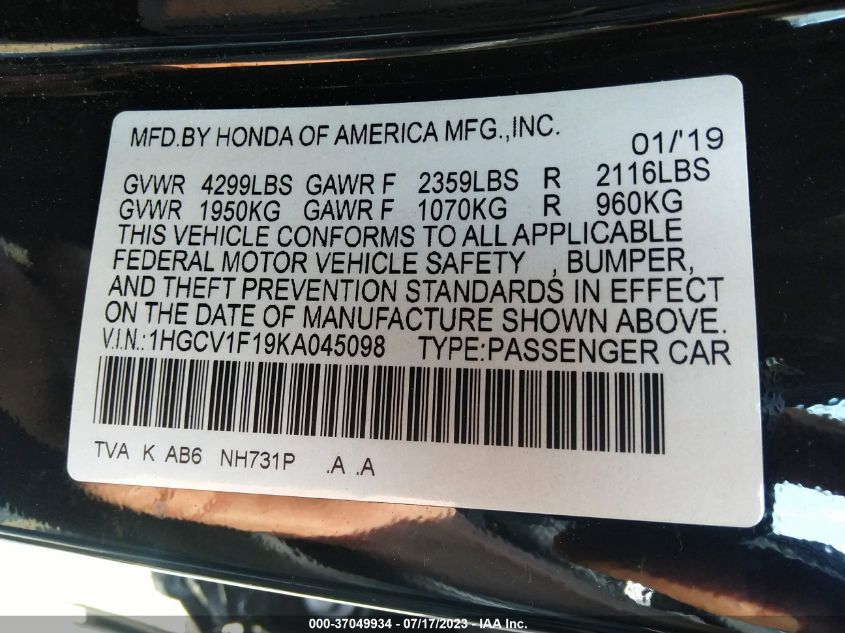 MFD.BY HONDA OF AMERICA MFG.,INC. 01/'19
GVWR 4299LBS GAWR F 2359LBS R 2116LBS
GVWR 1950KG GAWR F 1070KG R 960KG
THIS VEHICLE CONFORMS TO ALL APPLICABLE
FEDERAL MOTOR VEHICLE SAFETY , BUMPER,
AND THEFT PREVENTION STANDARDS IN EFFECT
ON THE DATE OF MANUFACTURE SHOWN ABOVE.
V.I.N.:1HGCV1F19KA045098 TYPE:PASSENGER CAR
TVA K AB6 NH731P .A .A
000-37049934 - 07/17/2023 - IAA Inc.